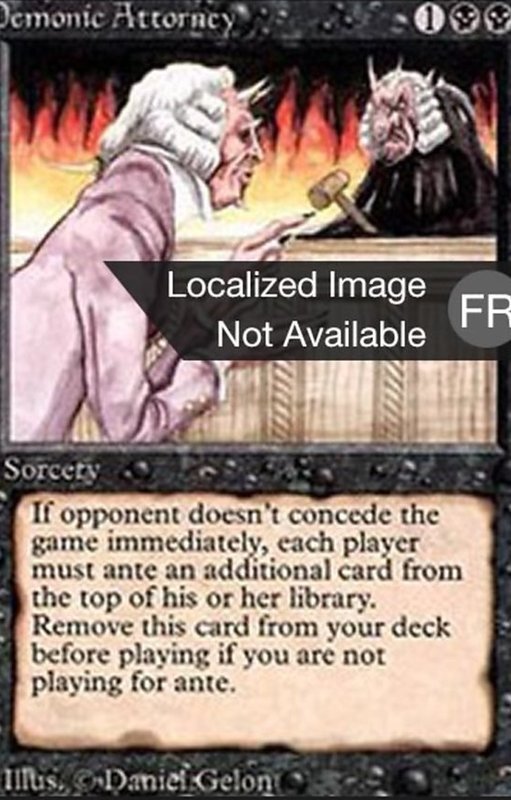 Demonic Attorney 1
Localized Image
Not Available
FR
Sorcery
If opponent doesn't concede the
game immediately, each player
must ante an additional card from
the top of his or her library.
Remove this card from your deck
before playing if you are not
playing for ante.
Illus. © Daniel Gelon